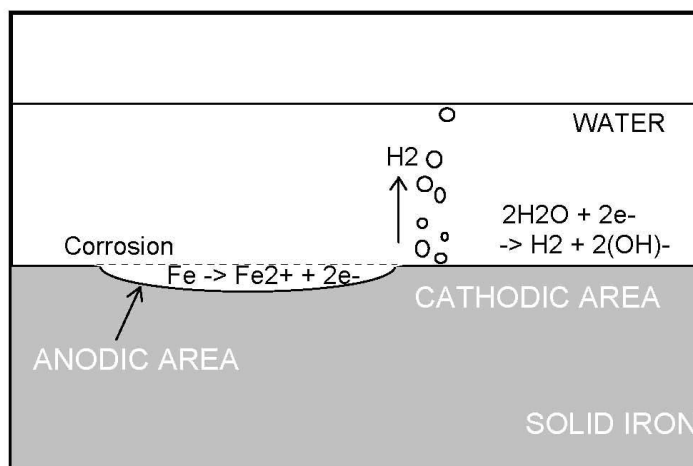 WATER
H2
2H2O + 2e-
-> H2 + 2(OH)-
Corrosion
Fe -> Fe2+ + 2e-
CATHODIC AREA
ANODIC AREA
SOLID IRON